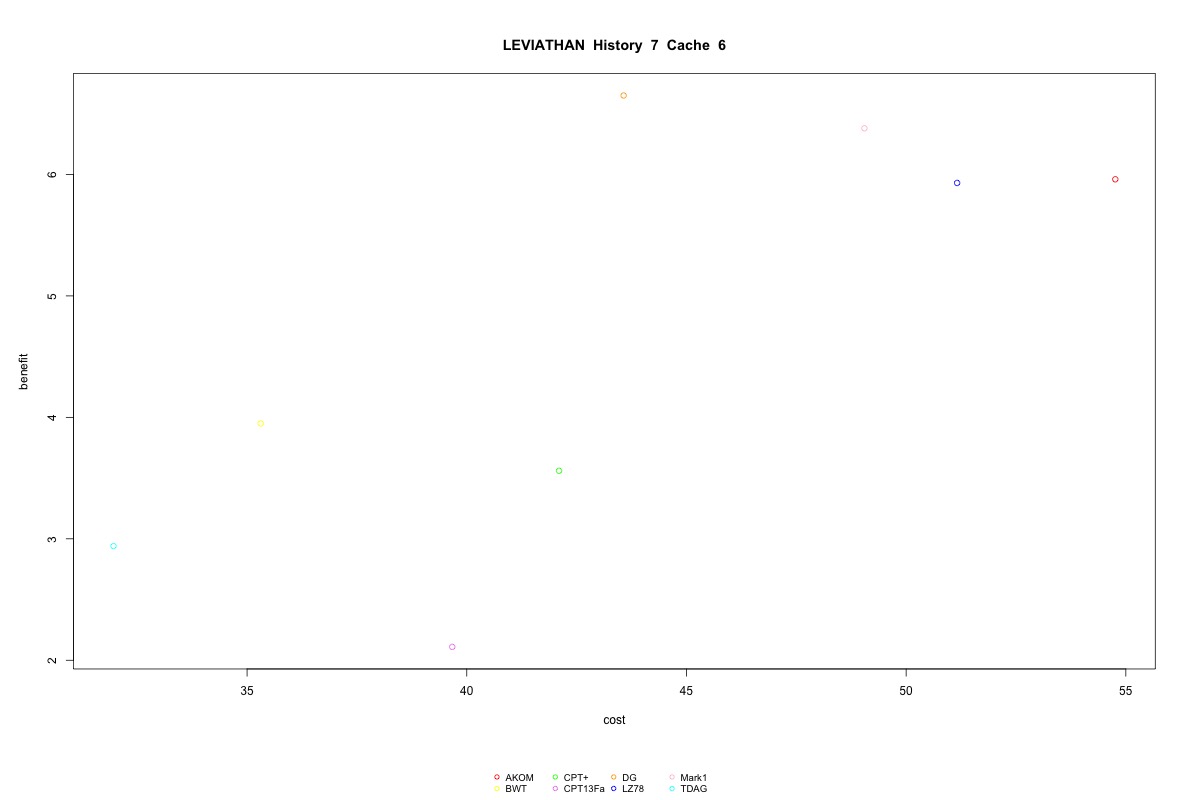 LEVIATHAN History 7 Cache 6
benefit
6
5
4
3
2
35 40 45 50 55
cost
AKOM CPT+ DG Mark1
BWT CPT13Fa LZ78 TDAG